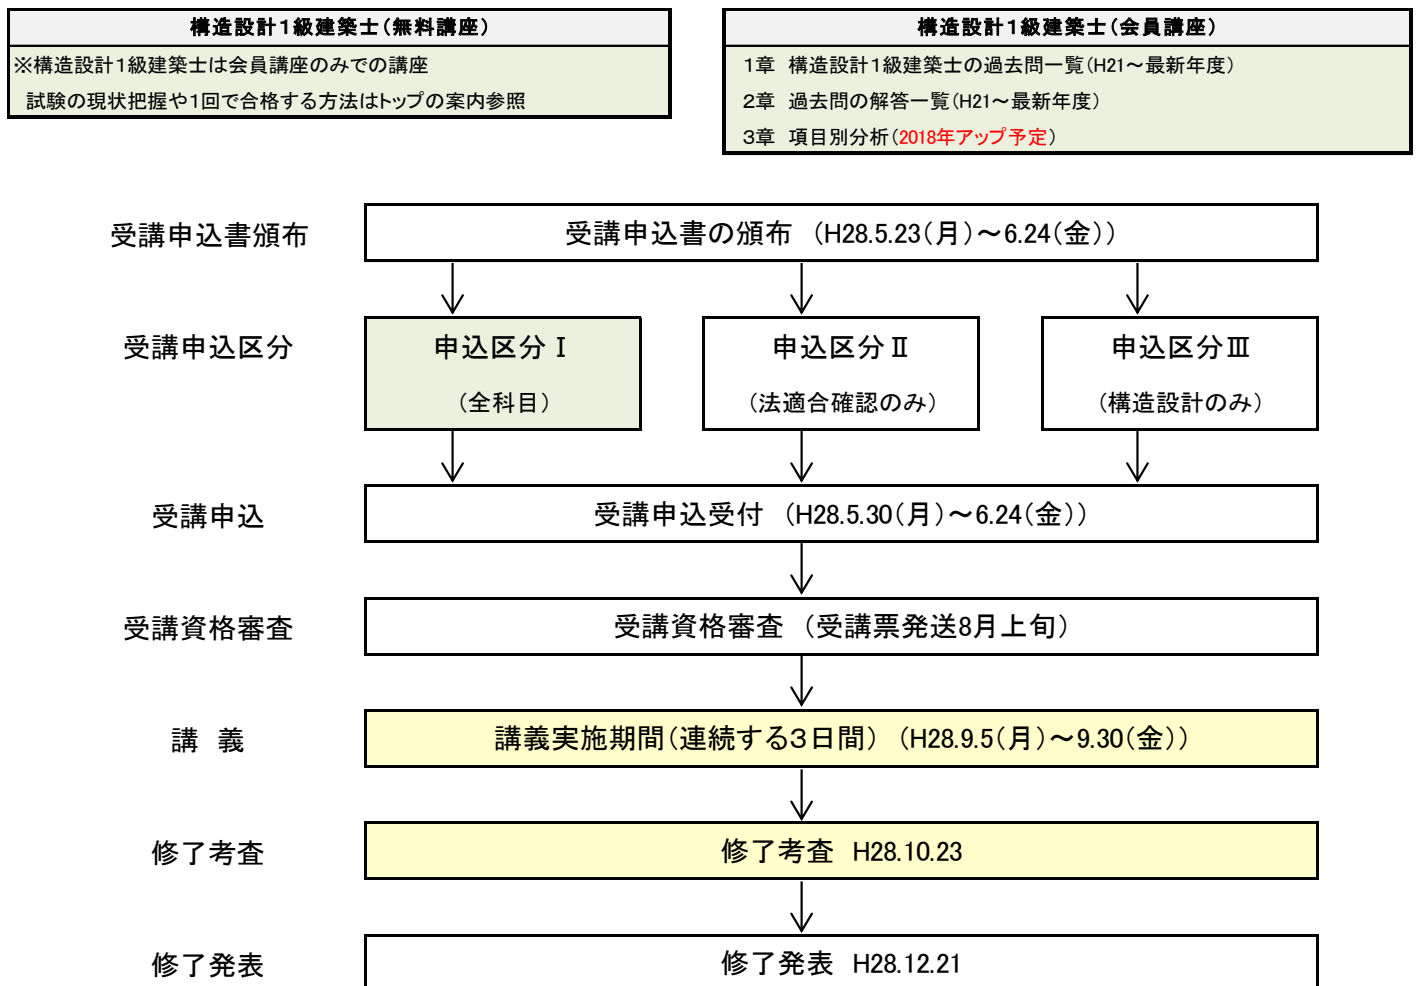 構造設計1級建築士(無料講座)
※構造設計1級建築士は会員講座のみでの講座
試験の現状把握や1回で合格する方法はトップの案内参照
構造設計1級建築士(会員講座)
1章 構造設計1級建築士の過去問一覧(H21～最新年度)
2章 過去問の解答一覧(H21～最新年度)
3章 項目別分析(2018年アップ予定)
受講申込書頒布
受講申込書の頒布 (H28.5.23(月)～6.24(金))
受講申込区分
申込区分Ⅰ
(全科目)
申込区分Ⅱ
(法適合確認のみ)
申込区分Ⅲ
(構造設計のみ)
受講申込
受講申込受付 (H28.5.30(月)～6.24(金))
受講資格審査
受講資格審査 (受講票発送8月上旬)
講 義
講義実施期間(連続する3日間) (H28.9.5(月)～9.30(金))
修了考査
修了考査 H28.10.23
修了発表
修了発表 H28.12.21